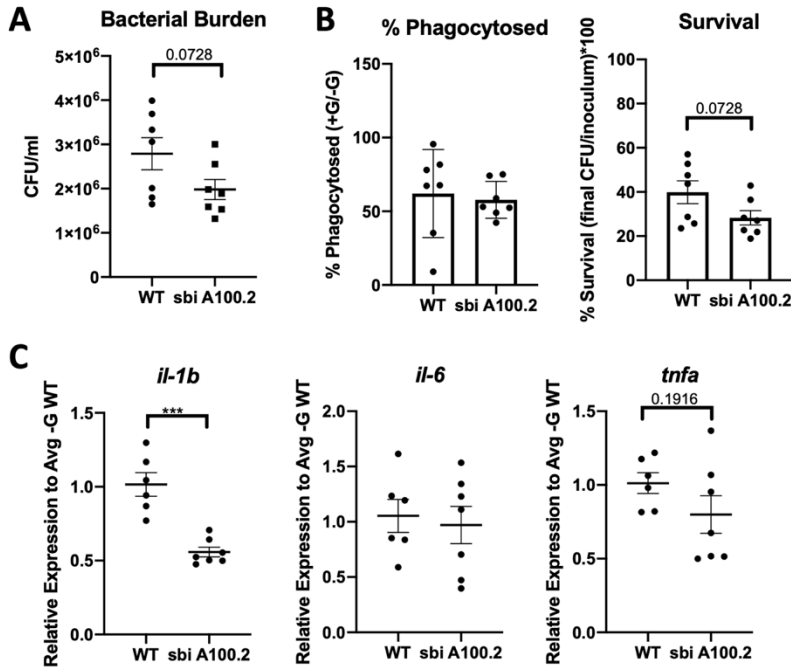 A
Bacterial Burden
0.0728
5×10⁶
4×10⁶
3×10⁶
2×10⁶
1×10⁶
0
CFU/ml
WT sbi A100.2
B
% Phagocytosed
150
100
50
0
% Phagocytosed (+G/-G)
WT sbi A100.2
Survival
0.0728
100
80
60
40
20
0
% Survival (final CFU/inoculum)*100
WT sbi A100.2
C
il-1b
***
1.5
1.0
0.5
0.0
Relative Expression to Avg -G WT
WT sbi A100.2
il-6
2.0
1.5
1.0
0.5
0.0
Relative Expression to Avg -G WT
WT sbi A100.2
tnfa
0.1916
1.5
1.0
0.5
0.0
Relative Expression to Avg -G WT
WT sbi A100.2